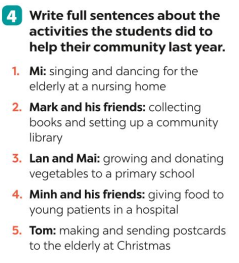 4 Write full sentences about the
activities the students did to
help their community last year.
1. Mi: singing and dancing for the
elderly at a nursing home
2. Mark and his friends: collecting
books and setting up a community
library
3. Lan and Mai: growing and donating
vegetables to a primary school
4. Minh and his friends: giving food to
young patients in a hospital
5. Tom: making and sending postcards
to the elderly at Christmas